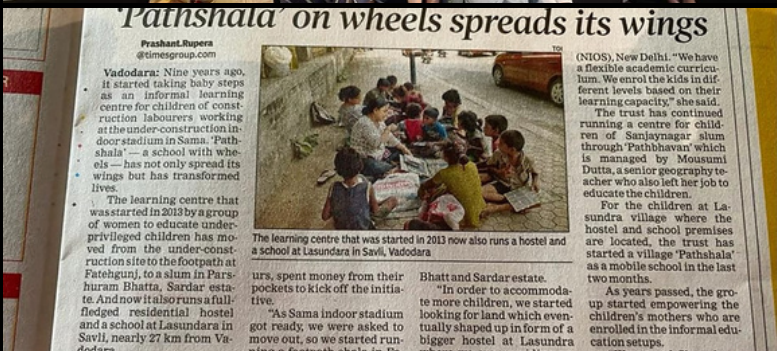 'Pathshala' on wheels spreads its wings
Prashant.Rupera
@timesgroup.com
Vadodara: Nine years ago,
it started taking baby steps
as an informal learning
centre for children of const-
ruction labourers working
at the under-construction in-
door stadium in Sama. 'Path-
shala' — a school with whe-
els — has not only spread its
wings but has transformed
lives.
The learning centre that
was started in 2013 by a group
of women to educate under-
privileged children has mo-
ved from the under-const-
ruction site to the footpath at
Fatehgunj, to a slum in Pars-
huram Bhatta, Sardar esta-
te. And now it also runs a full-
fledged residential hostel
and a school at Lasundara in
Savli, nearly 27 km from Va-
dodara.
TOI
The learning centre that was started in 2013 now also runs a hostel and
a school at Lasundara in Savli, Vadodara
urs, spent money from their
pockets to kick off the initia-
tive.
"As Sama indoor stadium
got ready, we were asked to
move out, so we started run-
Bhatt and Sardar estate.
"In order to accommoda-
te more children, we started
looking for land which even-
tually shaped up in form of a
bigger hostel at Lasundra
(NIOS), New Delhi. "We have
a flexible academic curricu-
lum. We enrol the kids in dif-
ferent levels based on their
learning capacity," she said.
The trust has continued
running a centre for child-
ren of Sanjaynagar slum
through 'Pathbhavan' which
is managed by Mousumi
Dutta, a senior geography te-
acher who also left her job to
educate the children.
For the children at La-
sundra village where the
hostel and school premises
are located, the trust has
started a village 'Pathshala'
as a mobile school in the last
two months.
As years passed, the gro-
up started empowering the
children's mothers who are
enrolled in the informal edu-
cation setups.